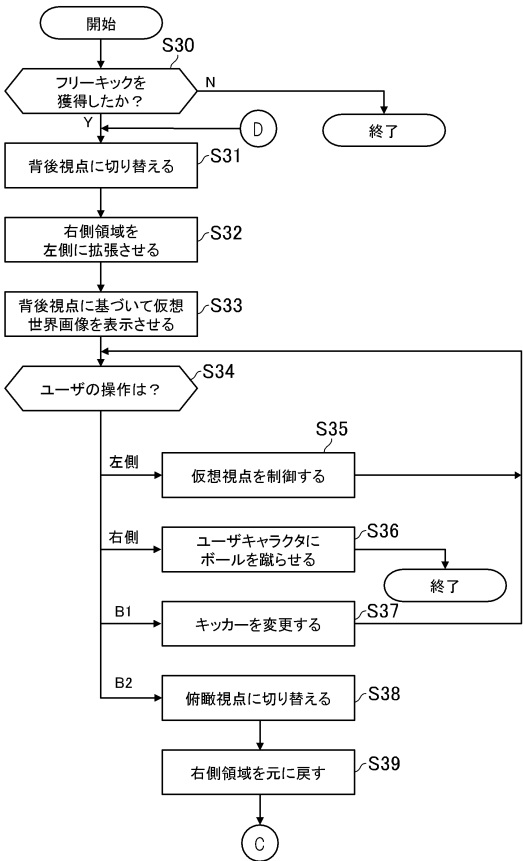 開始
S30
フリーキックを
獲得したか？
N
Y
D
終了
背後視点に切り替える
S31
右側領域を
左側に拡張させる
S32
背後視点に基づいて仮想
世界画像を表示させる
S33
ユーザの操作は？
S34
左側
仮想視点を制御する
S35
右側
ユーザキャラクタに
ボールを蹴らせる
S36
終了
B1
キッカーを変更する
S37
B2
俯瞰視点に切り替える
S38
右側領域を元に戻す
S39
C